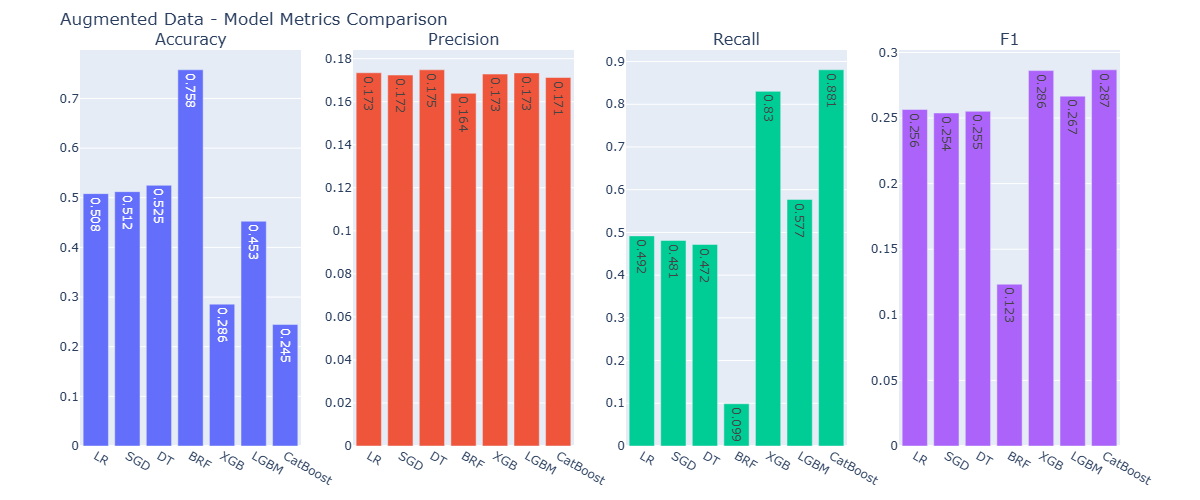 Augmented Data - Model Metrics Comparison
Accuracy
0.7
0.6
0.5
0.4
0.3
0.2
0.1
0
0.508
0.512
0.525
0.758
0.286
0.453
0.245
LR
SGD
DT
BRF
XGB
LGBM
CatBoost
Precision
0.18
0.16
0.14
0.12
0.1
0.08
0.06
0.04
0.02
0
0.173
0.172
0.175
0.164
0.173
0.173
0.171
LR
SGD
DT
BRF
XGB
LGBM
CatBoost
Recall
0.9
0.8
0.7
0.6
0.5
0.4
0.3
0.2
0.1
0
0.492
0.481
0.472
0.099
0.83
0.577
0.881
LR
SGD
DT
BRF
XGB
LGBM
CatBoost
F1
0.3
0.25
0.2
0.15
0.1
0.05
0
0.256
0.254
0.255
0.123
0.286
0.267
0.287
LR
SGD
DT
BRF
XGB
LGBM
CatBoost